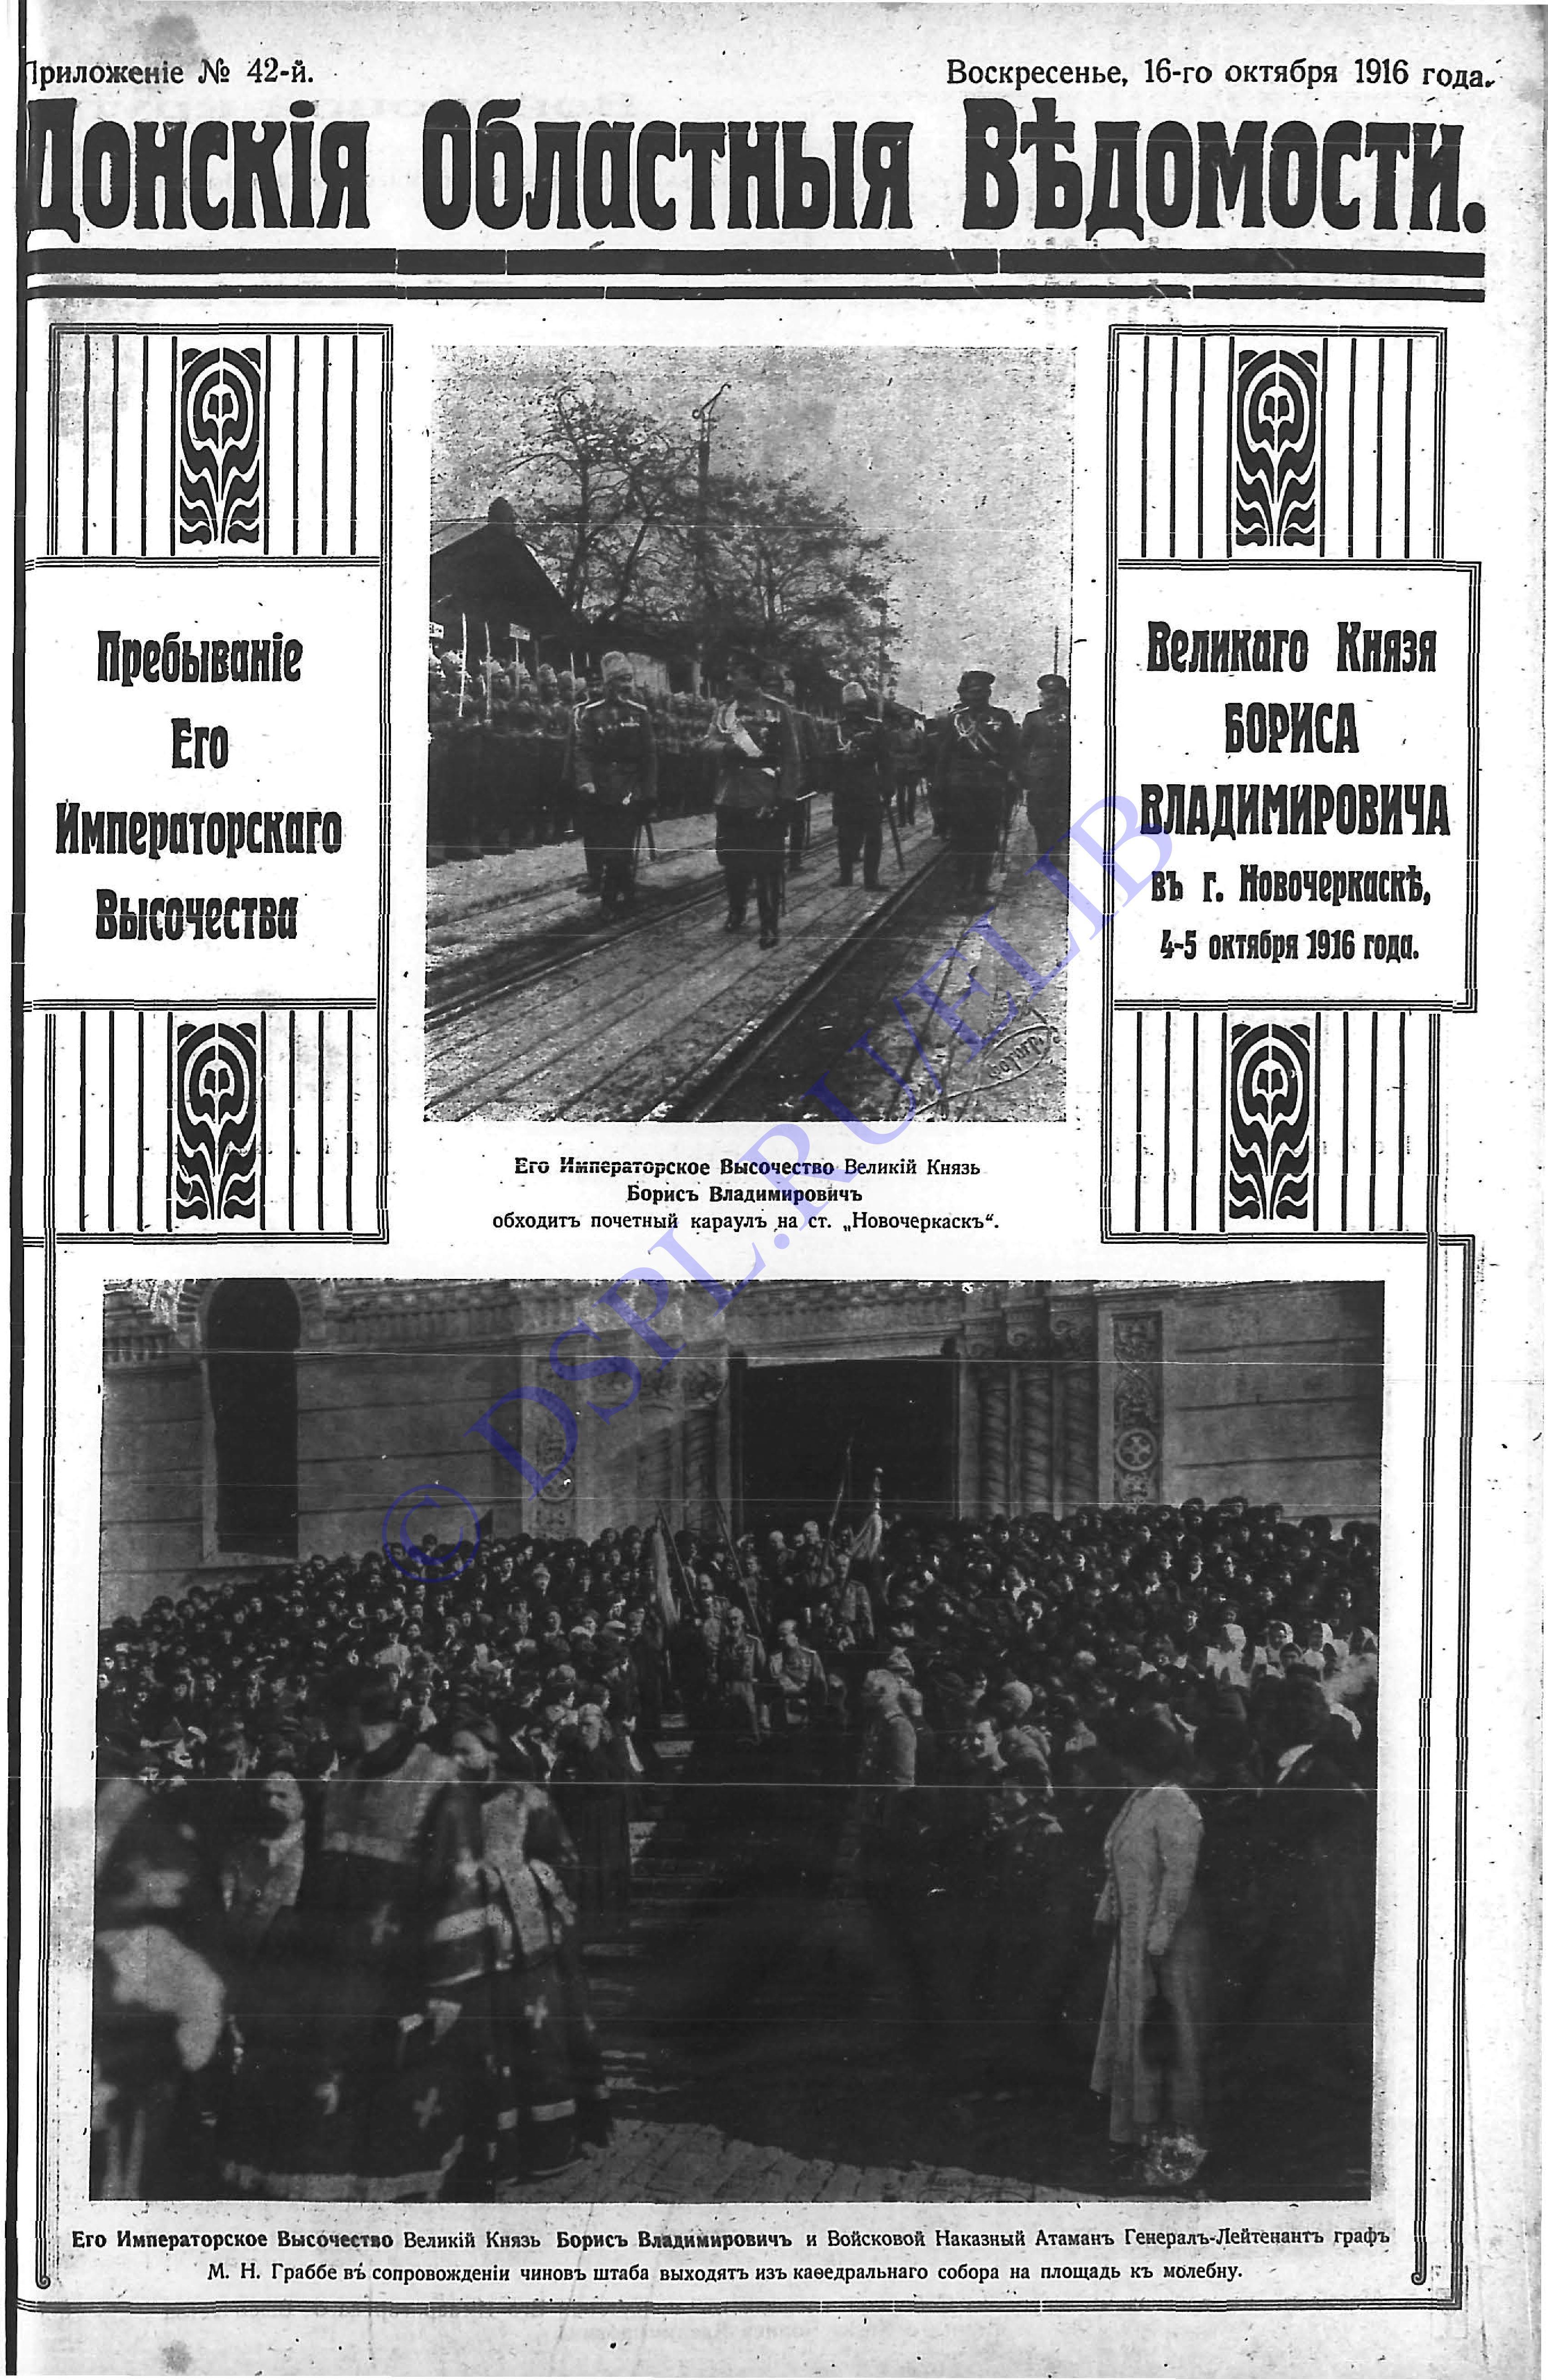 Приложеніе № 42-й.
Воскресенье, 16-го октября 1916 года.
Донскія Областныя Вѣдомости.
Пребываніе
Его
Императорскаго
Высочества
Великаго Князя
БОРИСА
ВЛАДИМИРОВИЧА
въ г. Новочеркаскѣ,
4-5 октября 1916 года.
Его Императорское Высочество Великій Князь
Борисъ Владимировичъ
обходитъ почетный караулъ на ст. „Новочеркаскъ“.
© DSPL.RU/ELIB
Его Императорское Высочество Великій Князь Борисъ Владимировичъ и Войсковой Наказный Атаманъ Генералъ-Лейтенантъ графъ
М. Н. Граббе въ сопровожденіи чиновъ штаба выходятъ изъ каѳедральнаго собора на площадь къ молебну.